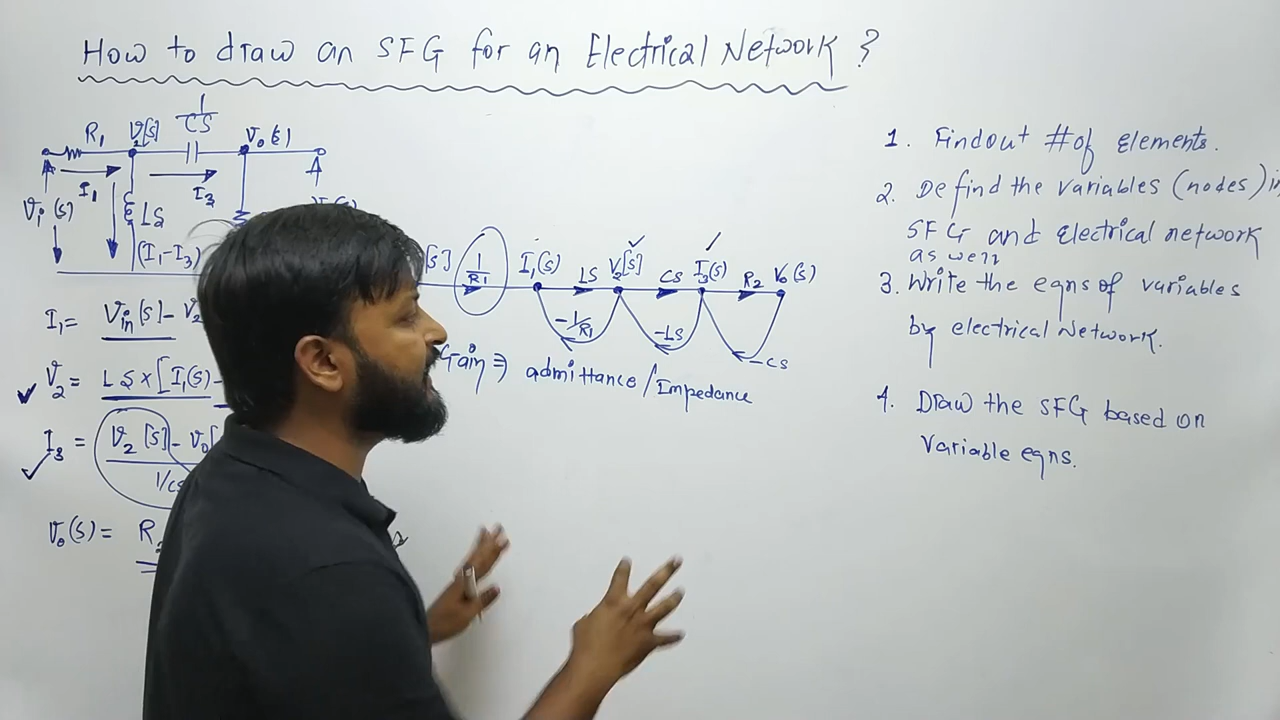 How to draw an SFG for an Electrical Network ?
1/CS
R1 V2[s] V0(s)
I1 I3
Vi(s) LS
(I1-I3)
I1 = Vin[s] - V2
V2 = LS x [I1(s) -
I3 = V2[s] - V0[
1/cs
V0(s) = R2
[s] 1/R1 I1(s) LS V2[s] CS I3(s) R2 V0(s)
-1/R1 -LS -CS
Gain ⇒ admittance/Impedance
1. Findout #of elements.
2. Defind the variables (nodes) in
SFG and electrical network
as well
3. Write the eqns of variables
by electrical Network.
4. Draw the SFG based on
variable eqns.